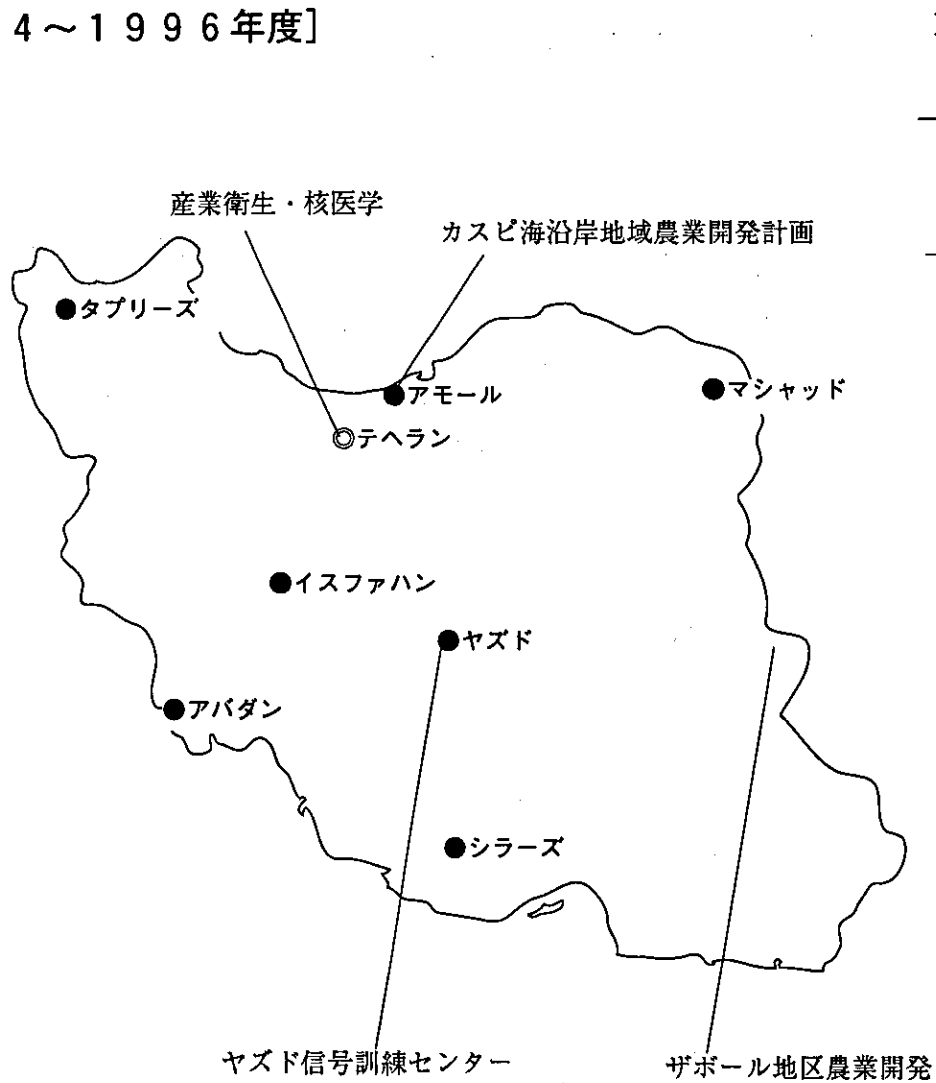 4～1996年度]
産業衛生・核医学
カスピ海沿岸地域農業開発計画
タブリーズ
アモール
マシャッド
テヘラン
イスファハン
ヤズド
アバダン
シラーズ
ヤズド信号訓練センター
ザボール地区農業開発